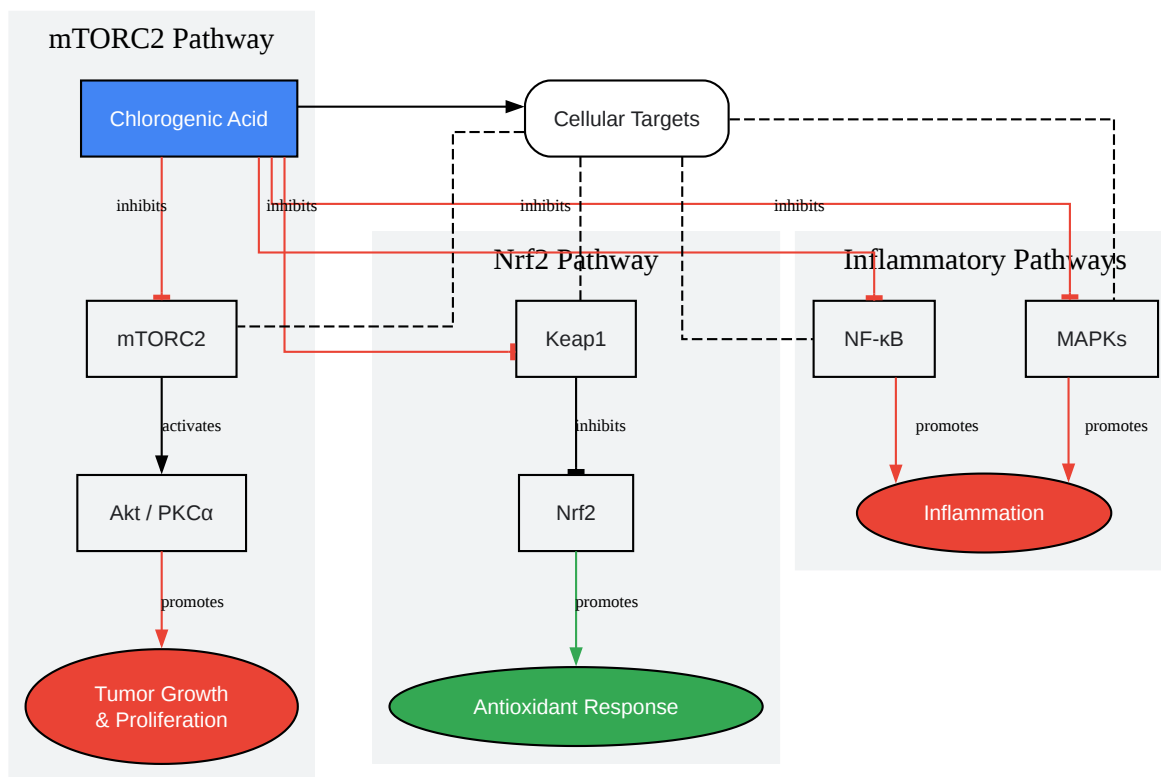 mTORC2 Pathway
Chlorogenic Acid
Cellular Targets
inhibits
inhibits
inhibits
inhibits
Nrf2 Pathway
Inflammatory Pathways
mTORC2
Keap1
NF-κB
MAPKs
activates
inhibits
promotes
promotes
Akt / PKCα
Nrf2
Inflammation
promotes
promotes
Tumor Growth
& Proliferation
Antioxidant Response